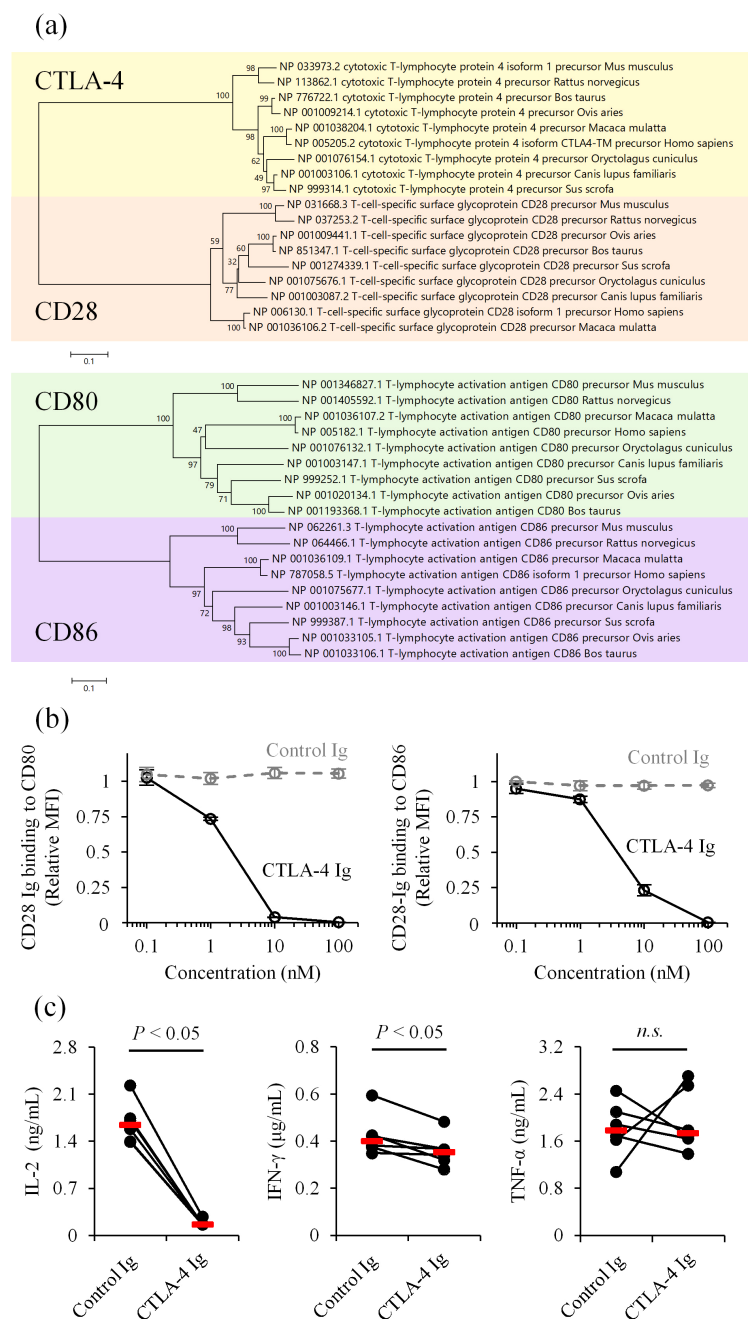 (a)
CTLA-4
NP 033973.2 cytotoxic T-lymphocyte protein 4 isoform 1 precursor Mus musculus
NP 113862.1 cytotoxic T-lymphocyte protein 4 precursor Rattus norvegicus
NP 776722.1 cytotoxic T-lymphocyte protein 4 precursor Bos taurus
NP 001009214.1 cytotoxic T-lymphocyte protein 4 precursor Ovis aries
NP 001038204.1 cytotoxic T-lymphocyte protein 4 precursor Macaca mulatta
NP 005205.2 cytotoxic T-lymphocyte protein 4 isoform CTLA4-TM precursor Homo sapiens
NP 001076154.1 cytotoxic T-lymphocyte protein 4 precursor Oryctolagus cuniculus
NP 001003106.1 cytotoxic T-lymphocyte protein 4 precursor Canis lupus familiaris
NP 999314.1 cytotoxic T-lymphocyte protein 4 precursor Sus scrofa
98
100
99
98
100
62
49
97
CD28
NP 031668.3 T-cell-specific surface glycoprotein CD28 precursor Mus musculus
NP 037253.2 T-cell-specific surface glycoprotein CD28 precursor Rattus norvegicus
NP 001009441.1 T-cell-specific surface glycoprotein CD28 precursor Ovis aries
NP 851347.1 T-cell-specific surface glycoprotein CD28 precursor Bos taurus
NP 001274339.1 T-cell-specific surface glycoprotein CD28 precursor Sus scrofa
NP 001075676.1 T-cell-specific surface glycoprotein CD28 precursor Oryctolagus cuniculus
NP 001003087.2 T-cell-specific surface glycoprotein CD28 precursor Canis lupus familiaris
NP 006130.1 T-cell-specific surface glycoprotein CD28 isoform 1 precursor Homo sapiens
NP 001036106.2 T-cell-specific surface glycoprotein CD28 precursor Macaca mulatta
100
59
100
60
32
77
100
0.1
CD80
NP 001346827.1 T-lymphocyte activation antigen CD80 precursor Mus musculus
NP 001405592.1 T-lymphocyte activation antigen CD80 Rattus norvegicus
NP 001036107.2 T-lymphocyte activation antigen CD80 precursor Macaca mulatta
NP 005182.1 T-lymphocyte activation antigen CD80 precursor Homo sapiens
NP 001076132.1 T-lymphocyte activation antigen CD80 precursor Oryctolagus cuniculus
NP 001003147.1 T-lymphocyte activation antigen CD80 precursor Canis lupus familiaris
NP 999252.1 T-lymphocyte activation antigen CD80 precursor Sus scrofa
NP 001020134.1 T-lymphocyte activation antigen CD80 precursor Ovis aries
NP 001193368.1 T-lymphocyte activation antigen CD80 Bos taurus
100
100
100
47
97
79
71
100
CD86
NP 062261.3 T-lymphocyte activation antigen CD86 precursor Mus musculus
NP 064466.1 T-lymphocyte activation antigen CD86 precursor Rattus norvegicus
NP 001036109.1 T-lymphocyte activation antigen CD86 precursor Macaca mulatta
NP 787058.5 T-lymphocyte activation antigen CD86 isoform 1 precursor Homo sapiens
NP 001075677.1 T-lymphocyte activation antigen CD86 precursor Oryctolagus cuniculus
NP 001003146.1 T-lymphocyte activation antigen CD86 precursor Canis lupus familiaris
NP 999387.1 T-lymphocyte activation antigen CD86 precursor Sus scrofa
NP 001033105.1 T-lymphocyte activation antigen CD86 precursor Ovis aries
NP 001033106.1 T-lymphocyte activation antigen CD86 Bos taurus
100
100
97
72
98
93
100
0.1
(b)
CD28 Ig binding to CD80
(Relative MFI)
1
0.75
0.5
0.25
0
Control Ig
CTLA-4 Ig
0.1 1 10 100
Concentration (nM)
CD28-Ig binding to CD86
(Relative MFI)
1
0.75
0.5
0.25
0
Control Ig
CTLA-4 Ig
0.1 1 10 100
Concentration (nM)
(c)
P < 0.05
IL-2 (ng/mL)
2.8
2.1
1.4
0.7
0
Control Ig
CTLA-4 Ig
P < 0.05
IFN-γ (μg/mL)
0.8
0.6
0.4
0.2
0
Control Ig
CTLA-4 Ig
n.s.
TNF-α (ng/mL)
3.2
2.4
1.6
0.8
0
Control Ig
CTLA-4 Ig